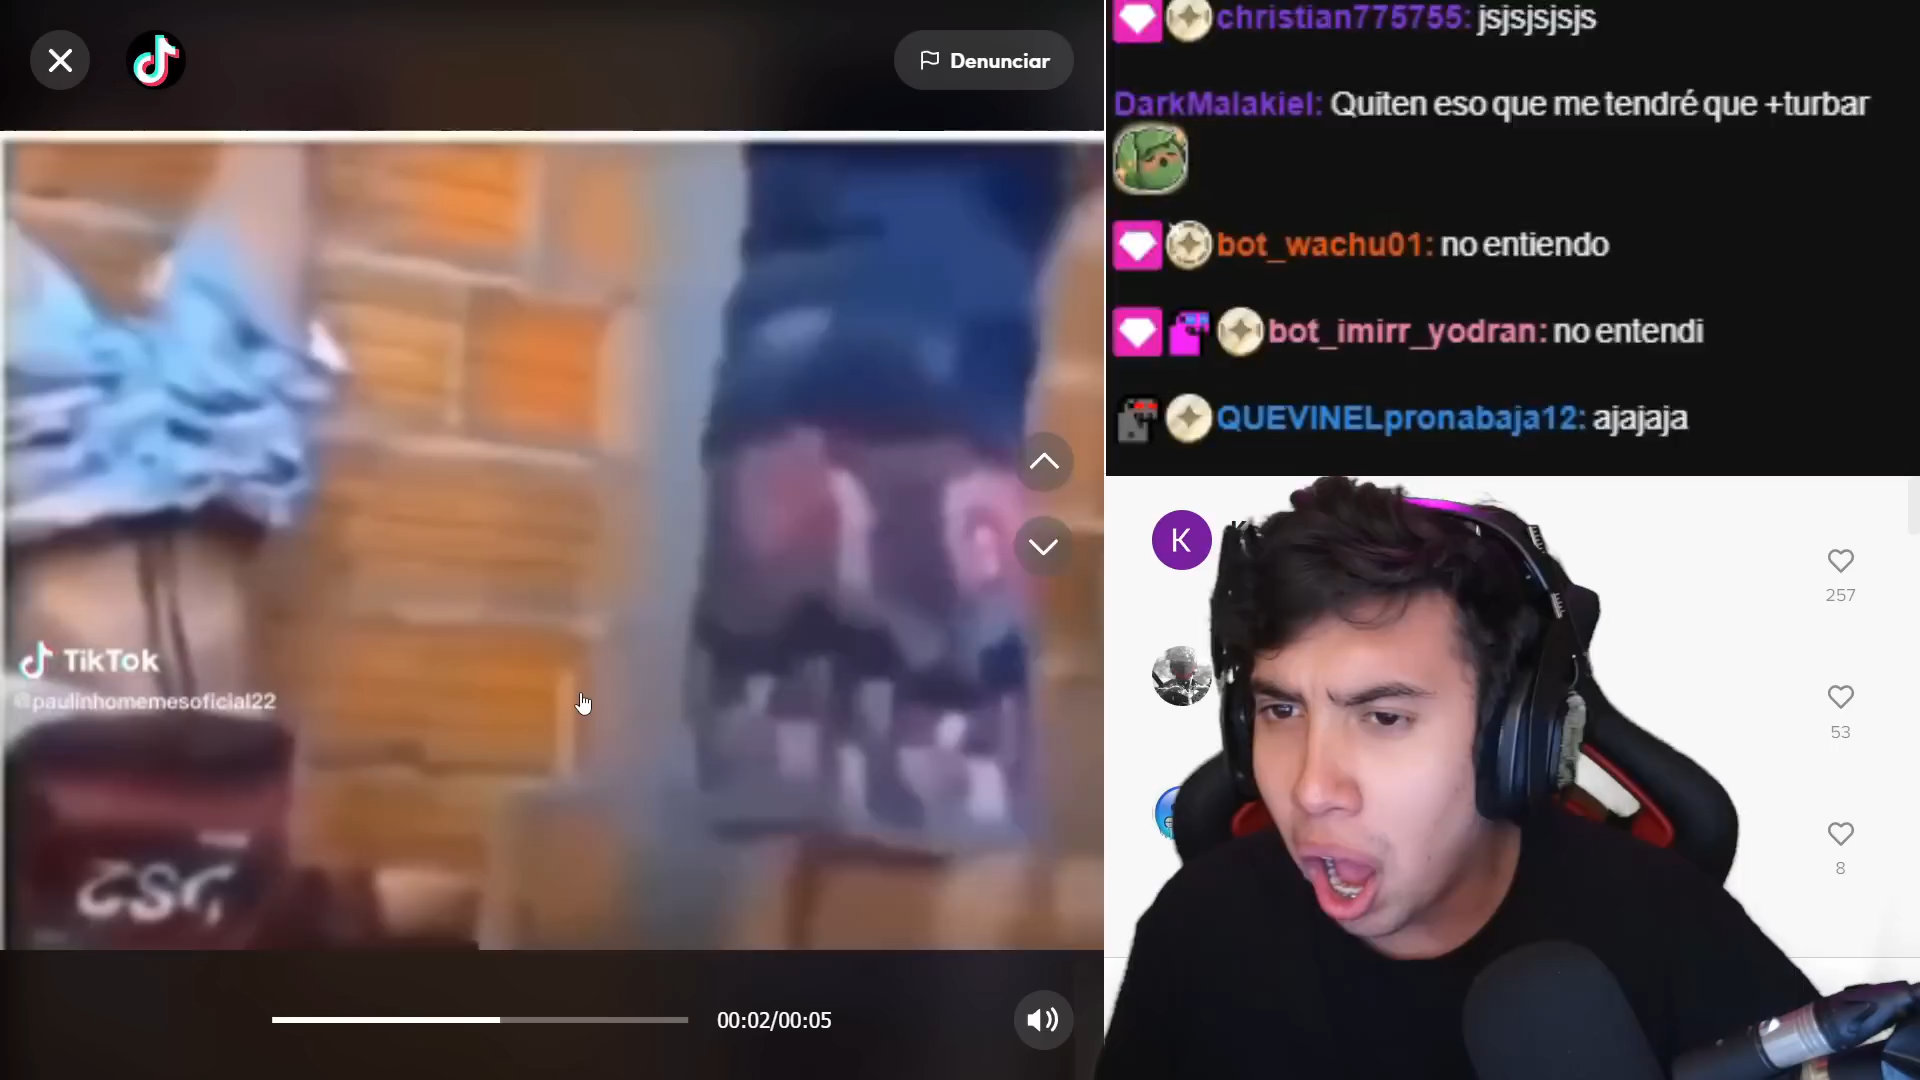 Denunciar
TikTok
@paulinhomemesoficial22
00:02/00:05
christian775755: jsjsjsjsjs
DarkMalakiel: Quiten eso que me tendré que +turbar
bot_wachu01: no entiendo
bot_imirr_yodran: no entendi
QUEVINELpronabaja12: ajajaja
K
257
53
8